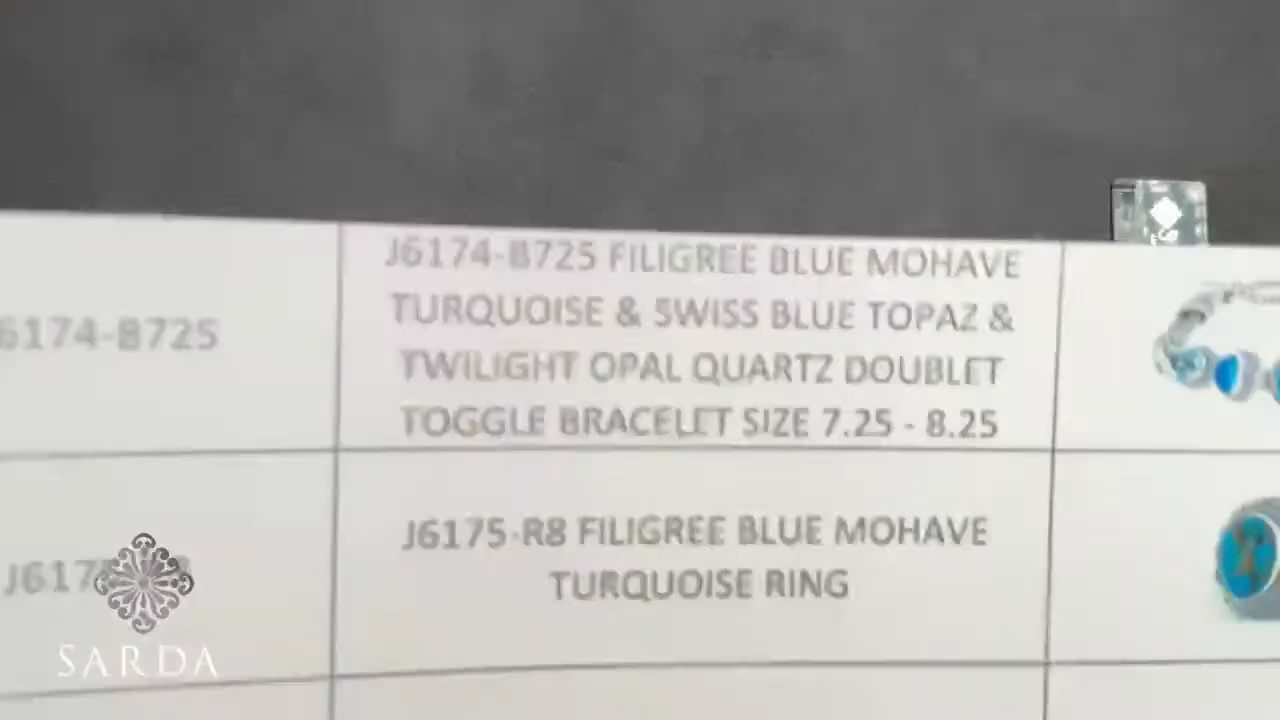 6174-B725
J6174-B725 FILIGREE BLUE MOHAVE
TURQUOISE & SWISS BLUE TOPAZ &
TWILIGHT OPAL QUARTZ DOUBLET
TOGGLE BRACELET SIZE 7.25 - 8.25
J6175-R8 FILIGREE BLUE MOHAVE
TURQUOISE RING
SARDA